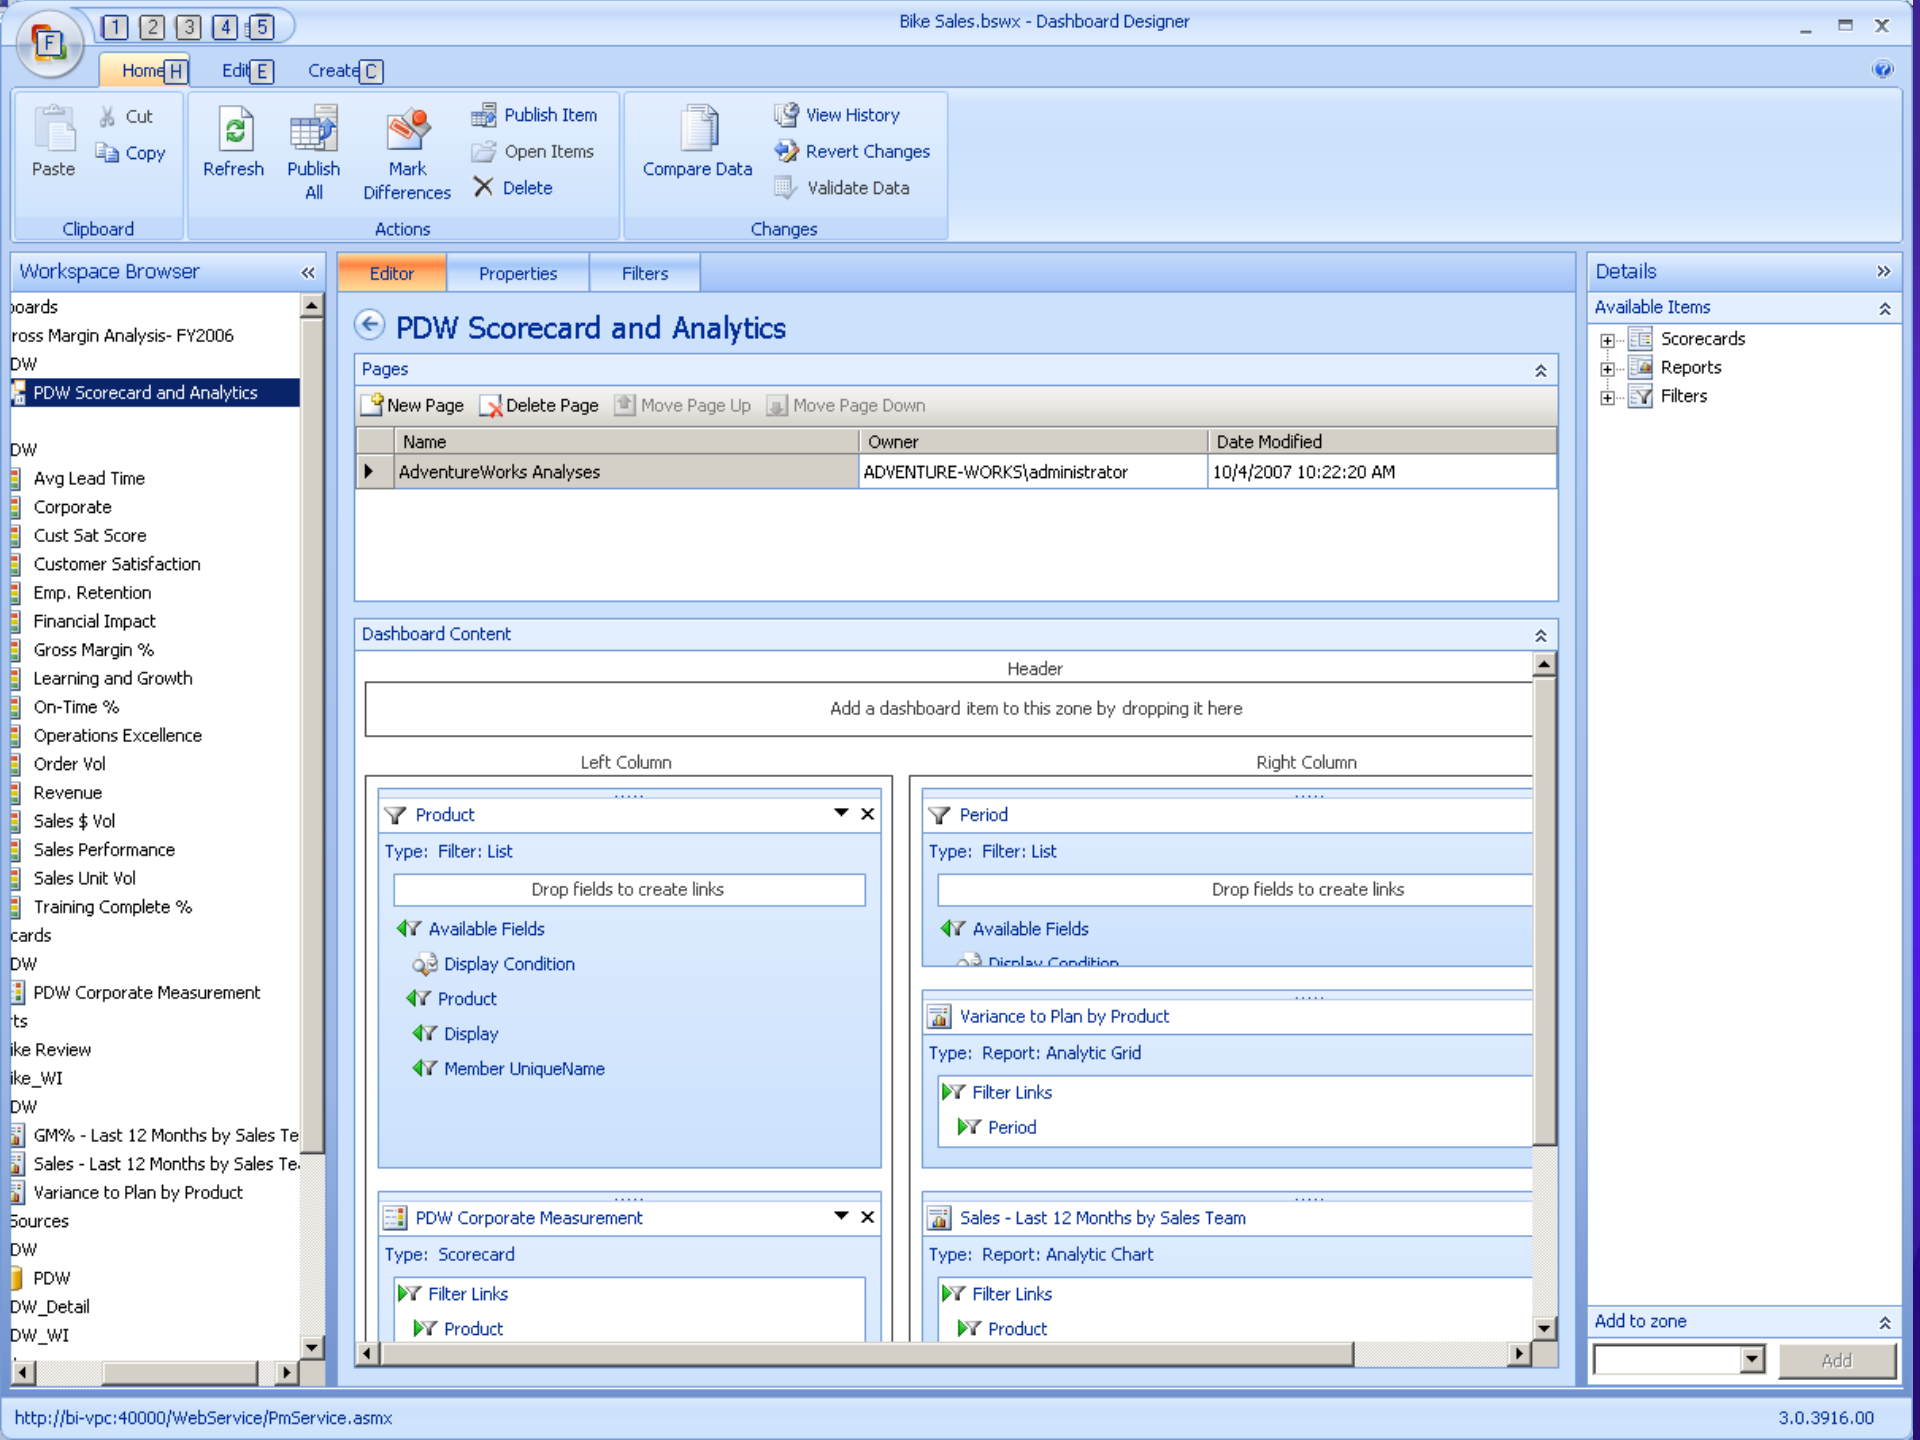 1 2 3 4 5
Bike Sales.bswx - Dashboard Designer
F
Home H Edit E Create C
Paste
Cut
Copy
Clipboard
Refresh
Publish All
Mark Differences
Publish Item
Open Items
Delete
Actions
Compare Data
View History
Revert Changes
Validate Data
Changes
Workspace Browser
oards
ross Margin Analysis- FY2006
DW
PDW Scorecard and Analytics
DW
Avg Lead Time
Corporate
Cust Sat Score
Customer Satisfaction
Emp. Retention
Financial Impact
Gross Margin %
Learning and Growth
On-Time %
Operations Excellence
Order Vol
Revenue
Sales $ Vol
Sales Performance
Sales Unit Vol
Training Complete %
cards
DW
PDW Corporate Measurement
ts
ike Review
ike_WI
DW
GM% - Last 12 Months by Sales Te
Sales - Last 12 Months by Sales Te
Variance to Plan by Product
Sources
DW
PDW
DW_Detail
DW_WI
Editor Properties Filters
PDW Scorecard and Analytics
Pages
New Page Delete Page Move Page Up Move Page Down
Name Owner Date Modified
AdventureWorks Analyses ADVENTURE-WORKS\administrator 10/4/2007 10:22:20 AM
Dashboard Content
Header
Add a dashboard item to this zone by dropping it here
Left Column
Product
Type: Filter: List
Drop fields to create links
Available Fields
Display Condition
Product
Display
Member UniqueName
PDW Corporate Measurement
Type: Scorecard
Filter Links
Product
Right Column
Period
Type: Filter: List
Drop fields to create links
Available Fields
Display Condition
Variance to Plan by Product
Type: Report: Analytic Grid
Filter Links
Period
Sales - Last 12 Months by Sales Team
Type: Report: Analytic Chart
Filter Links
Product
Details
Available Items
Scorecards
Reports
Filters
Add to zone
Add
http://bi-vpc:40000/WebService/PmService.asmx
3.0.3916.00